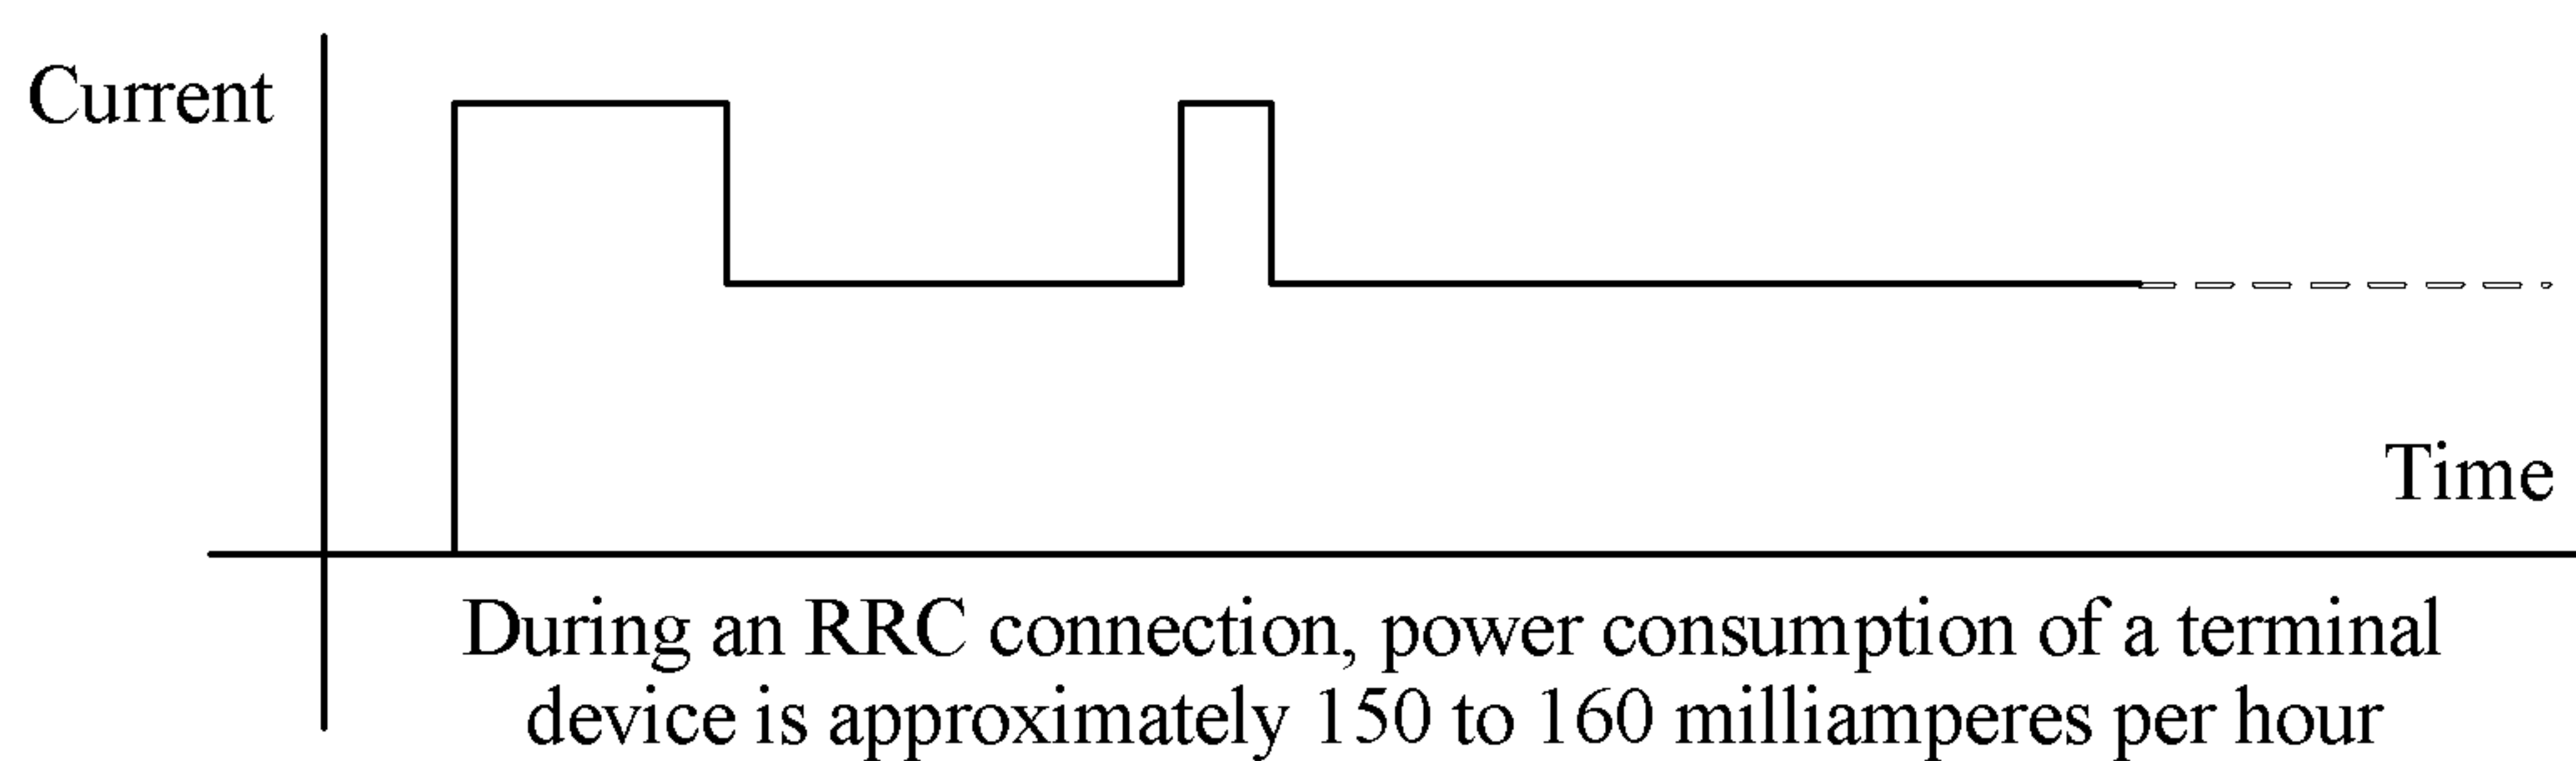 Current
Time
During an RRC connection, power consumption of a terminal
device is approximately 150 to 160 milliamperes per hour